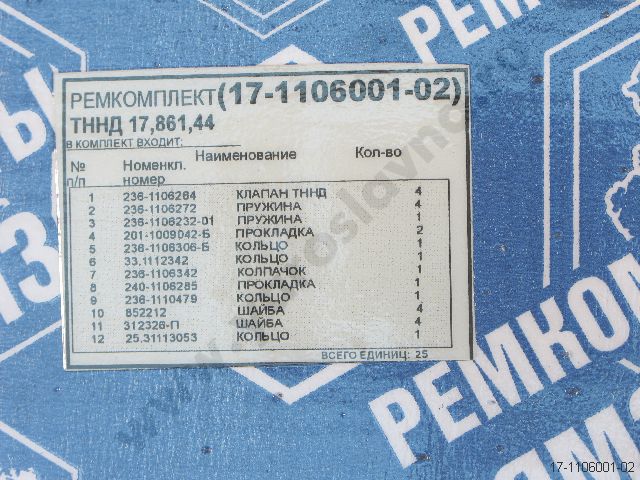 РЕМКОМПЛЕКТ (17-1106001-02)
ТННД 17,861,44
В КОМПЛЕКТ ВХОДИТ:
№ п/п Номенкл. номер Наименование Кол-во
1 236-1106264 КЛАПАН ТННД 4
2 236-1106272 ПРУЖИНА 4
3 236-1106232-01 ПРУЖИНА 1
4 201-1009042-Б ПРОКЛАДКА 2
5 236-1106306-Б КОЛЬЦО 1
6 33.1112342 КОЛЬЦО 1
7 236-1106342 КОЛПАЧОК 1
8 240-1106285 ПРОКЛАДКА 1
9 236-1110479 КОЛЬЦО 1
10 852212 ШАЙБА 4
11 312326-П ШАЙБА 4
12 25.31113053 КОЛЬЦО 1
ВСЕГО ЕДИНИЦ: 25
РЕМКО
РЕМКОМ
РЕМКОМ
17-1106001-02